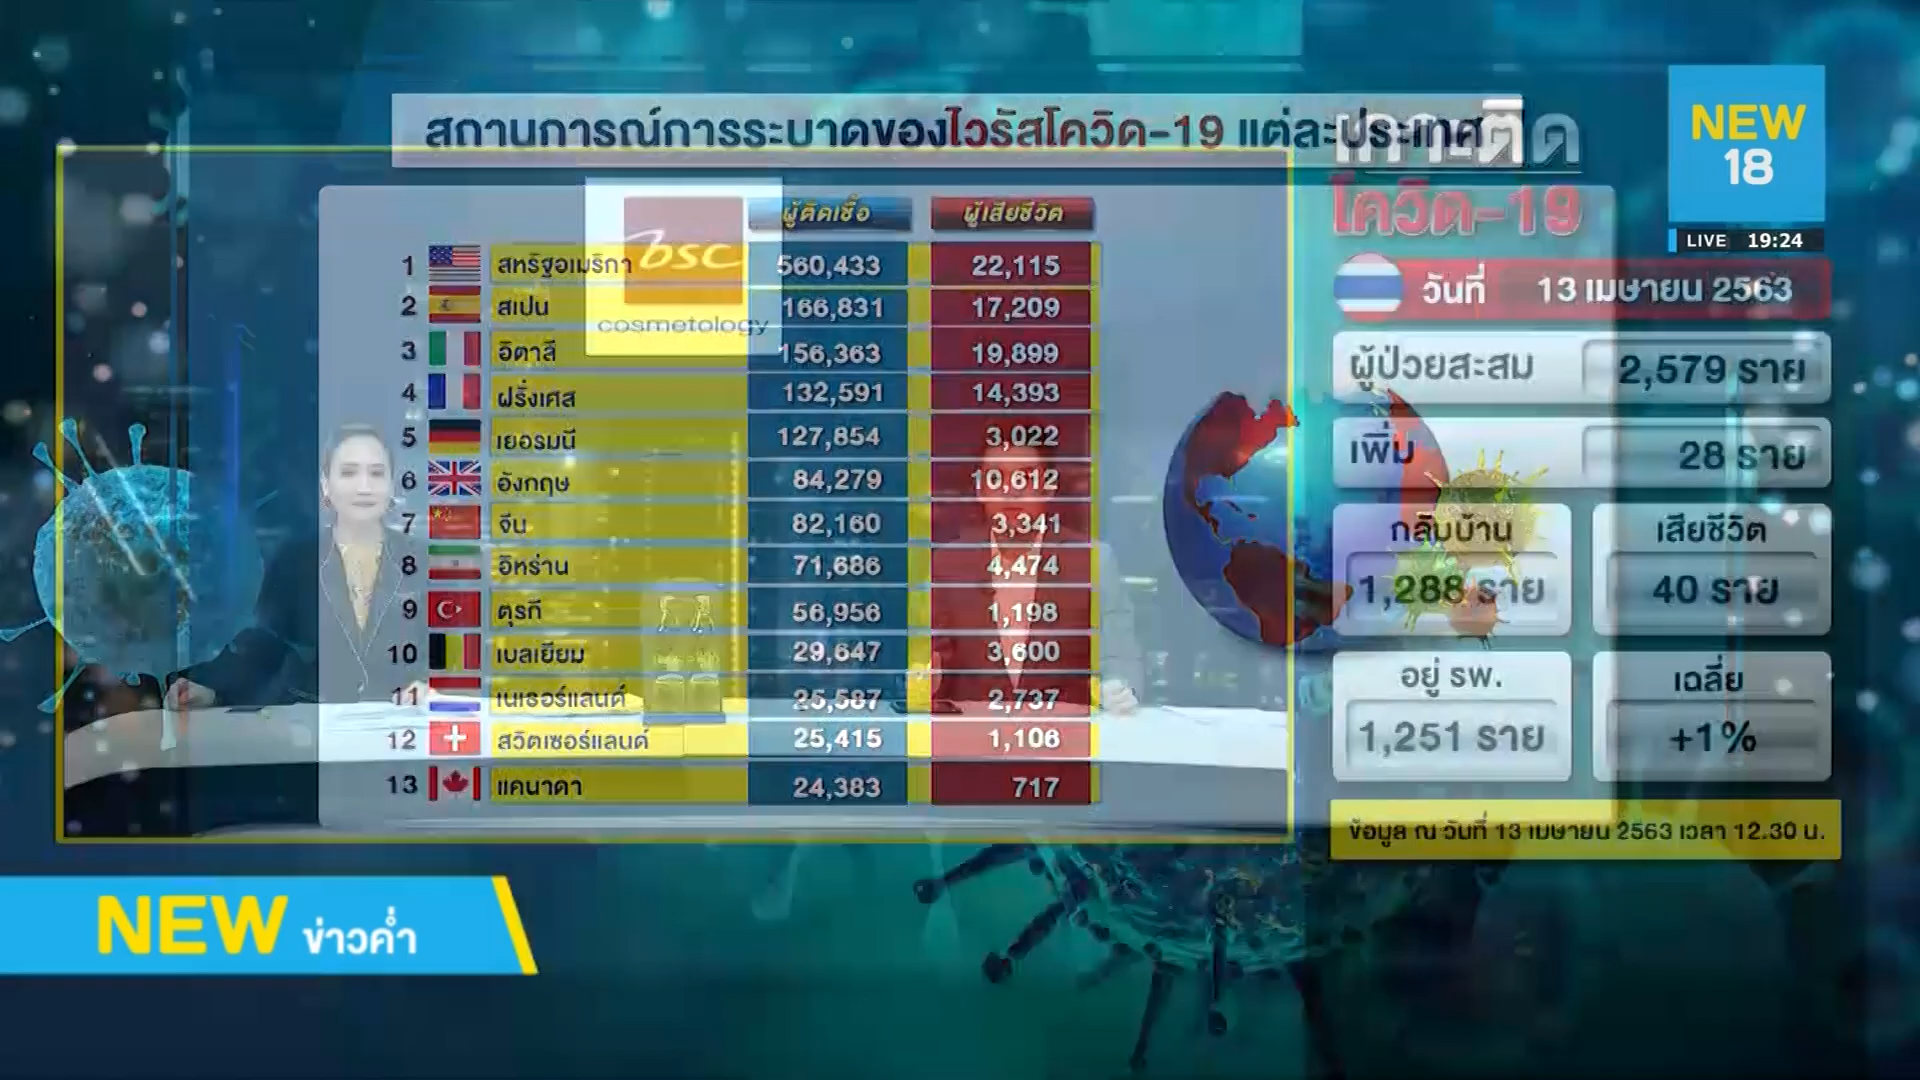 สถานการณ์การระบาดของไวรัสโควิด-19 แต่ละประเทศ
ผู้ติดเชื้อ ผู้เสียชีวิต
1 สหรัฐอเมริกา 560,433 22,115
2 สเปน 166,831 17,209
3 อิตาลี 156,363 19,899
4 ฝรั่งเศส 132,591 14,393
5 เยอรมนี 127,854 3,022
6 อังกฤษ 84,279 10,612
7 จีน 82,160 3,341
8 อิหร่าน 71,686 4,474
9 ตุรกี 56,956 1,198
10 เบลเยียม 29,647 3,600
11 เนเธอร์แลนด์ 25,587 2,737
12 สวิตเซอร์แลนด์ 25,415 1,106
13 แคนาดา 24,383 717
bsc
cosmetology
เกาะติด
โควิด-19
วันที่ 13 เมษายน 2563
ผู้ป่วยสะสม 2,579 ราย
เพิ่ม 28 ราย
กลับบ้าน เสียชีวิต
1,288 ราย 40 ราย
อยู่ รพ. เฉลี่ย
1,251 ราย +1%
ข้อมูล ณ วันที่ 13 เมษายน 2563 เวลา 12.30 น.
NEW
18
LIVE 19:24
NEW ข่าวค่ำ